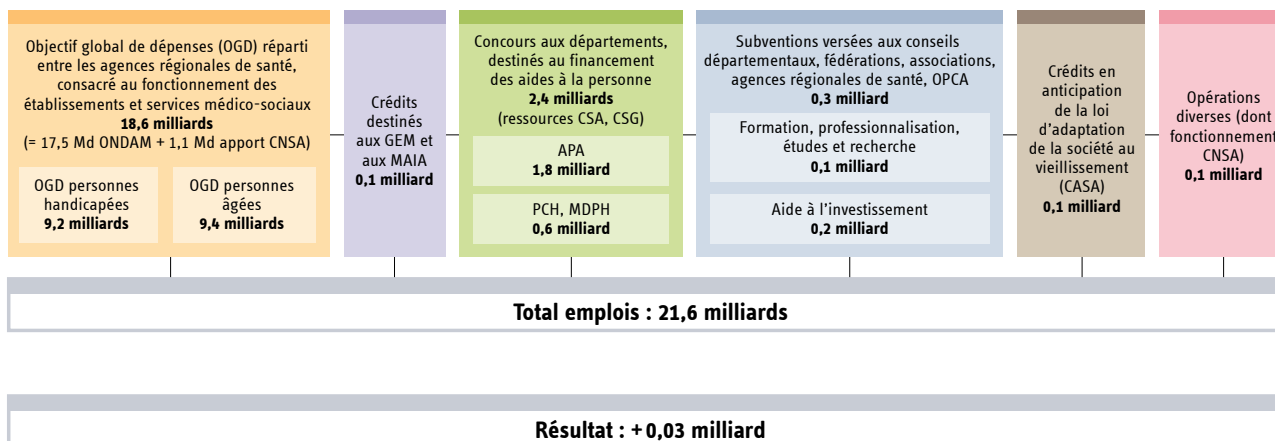 Objectif global de dépenses (OGD) réparti
entre les agences régionales de santé,
consacré au fonctionnement des
établissements et services médico-sociaux
18,6 milliards
(= 17,5 Md ONDAM + 1,1 Md apport CNSA)
OGD personnes
handicapées
9,2 milliards
OGD personnes
âgées
9,4 milliards
Crédits
destinés
aux GEM et
aux MAIA
0,1 milliard
Concours aux départements,
destinés au financement
des aides à la personne
2,4 milliards
(ressources CSA, CSG)
APA
1,8 milliard
PCH, MDPH
0,6 milliard
Subventions versées aux conseils
départementaux, fédérations, associations,
agences régionales de santé, OPCA
0,3 milliard
Formation, professionnalisation,
études et recherche
0,1 milliard
Aide à l'investissement
0,2 milliard
Crédits en
anticipation
de la loi
d'adaptation
de la société au
vieillissement
(CASA)
0,1 milliard
Opérations
diverses (dont
fonctionnement
CNSA)
0,1 milliard
Total emplois : 21,6 milliards
Résultat : +0,03 milliard